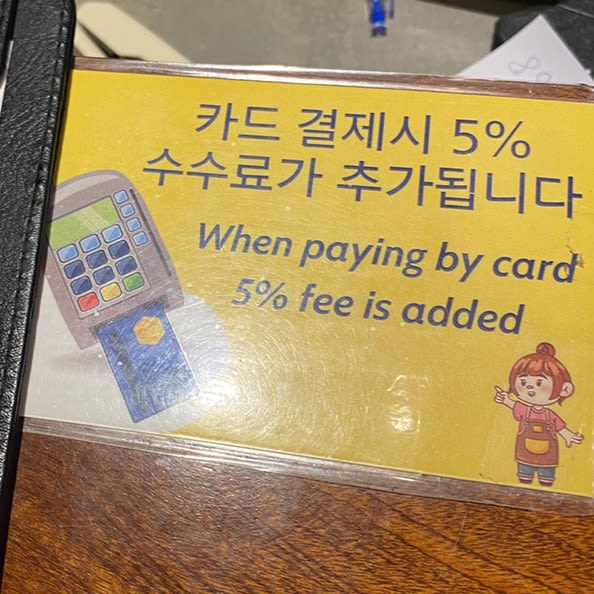 카드 결제시 5%
수수료가 추가됩니다
When paying by card
5% fee is added